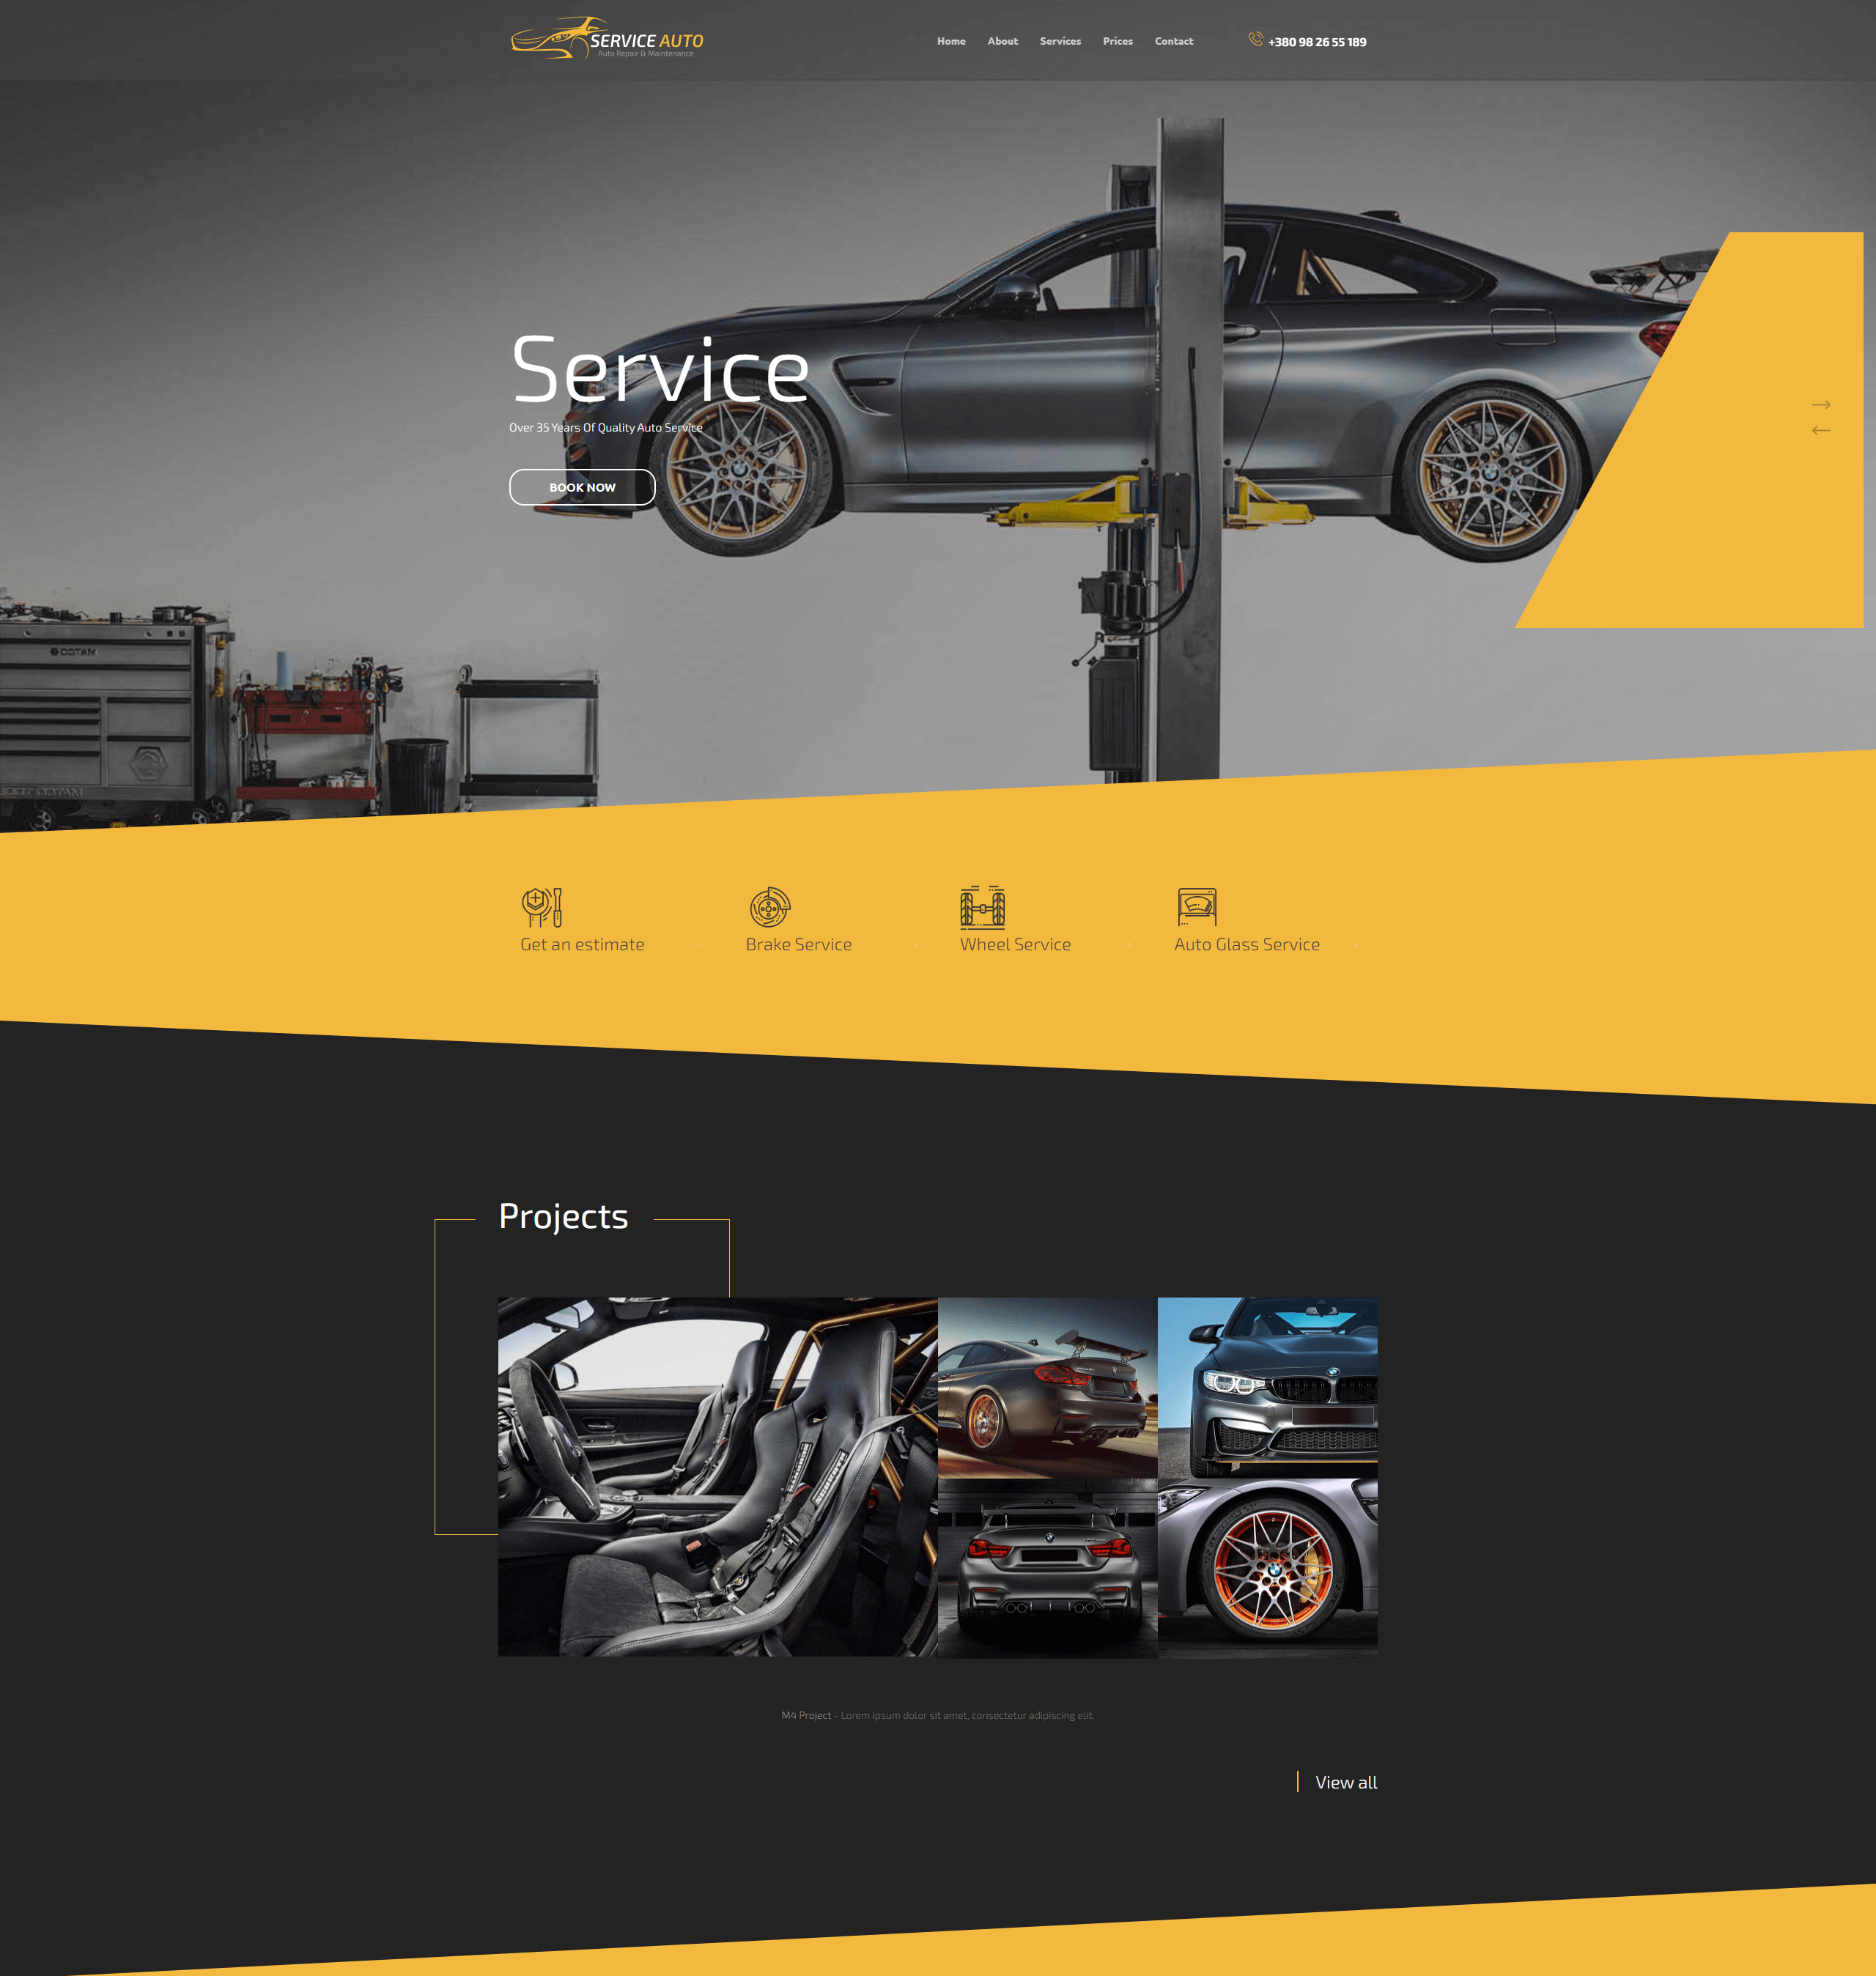 SERVICE AUTO
Auto Repair & Maintenance
Home
About
Services
Prices
Contact
+380 98 26 55 189
Service
Over 35 Years Of Quality Auto Service
BOOK NOW
Get an estimate
Brake Service
Wheel Service
Auto Glass Service
Projects
SCHROTH
M4 Project - Lorem ipsum dolor sit amet, consectetur adipiscing elit.
View all